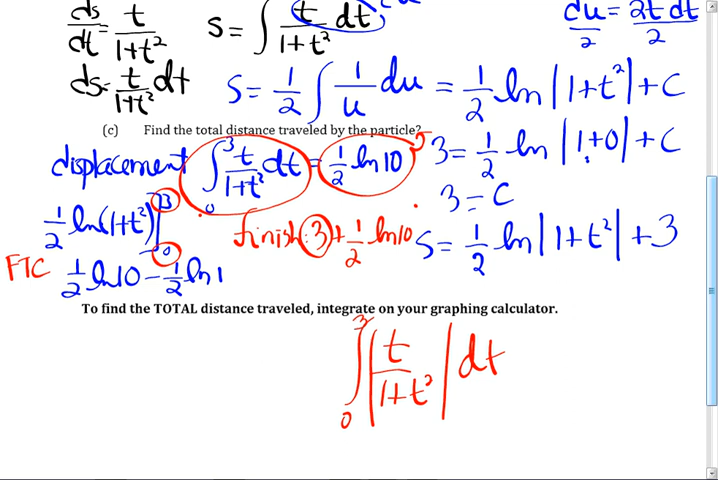 ds/dt = t/(1+t²)   S = ∫ t dt/(1+t²)   du/2 = 2t dt/2
ds = t/(1+t²) dt   S = 1/2 ∫ 1/u du = 1/2 ln|1+t²| + C
(c) Find the total distance traveled by the particle?
displacement ∫₀³ t/(1+t²) dt = 1/2 ln 10   3 = 1/2 ln|1+0| + C
3 = C
1/2 ln(1+t²)|₀³   finish: 3 + 1/2 ln 10   S = 1/2 ln|1+t²| + 3
FTC 1/2 ln 10 − 1/2 ln 1
To find the TOTAL distance traveled, integrate on your graphing calculator.
∫₀³ |t/(1+t²)| dt